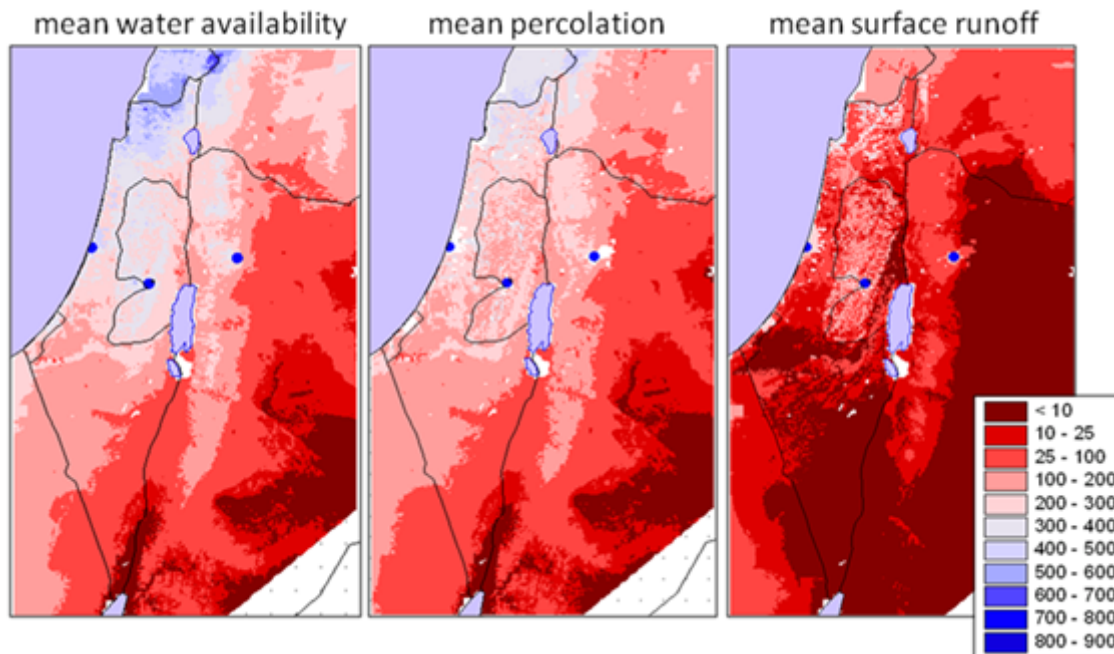 mean water availability
mean percolation
mean surface runoff
< 10
10 - 25
25 - 100
100 - 200
200 - 300
300 - 400
400 - 500
500 - 600
600 - 700
700 - 800
800 - 900